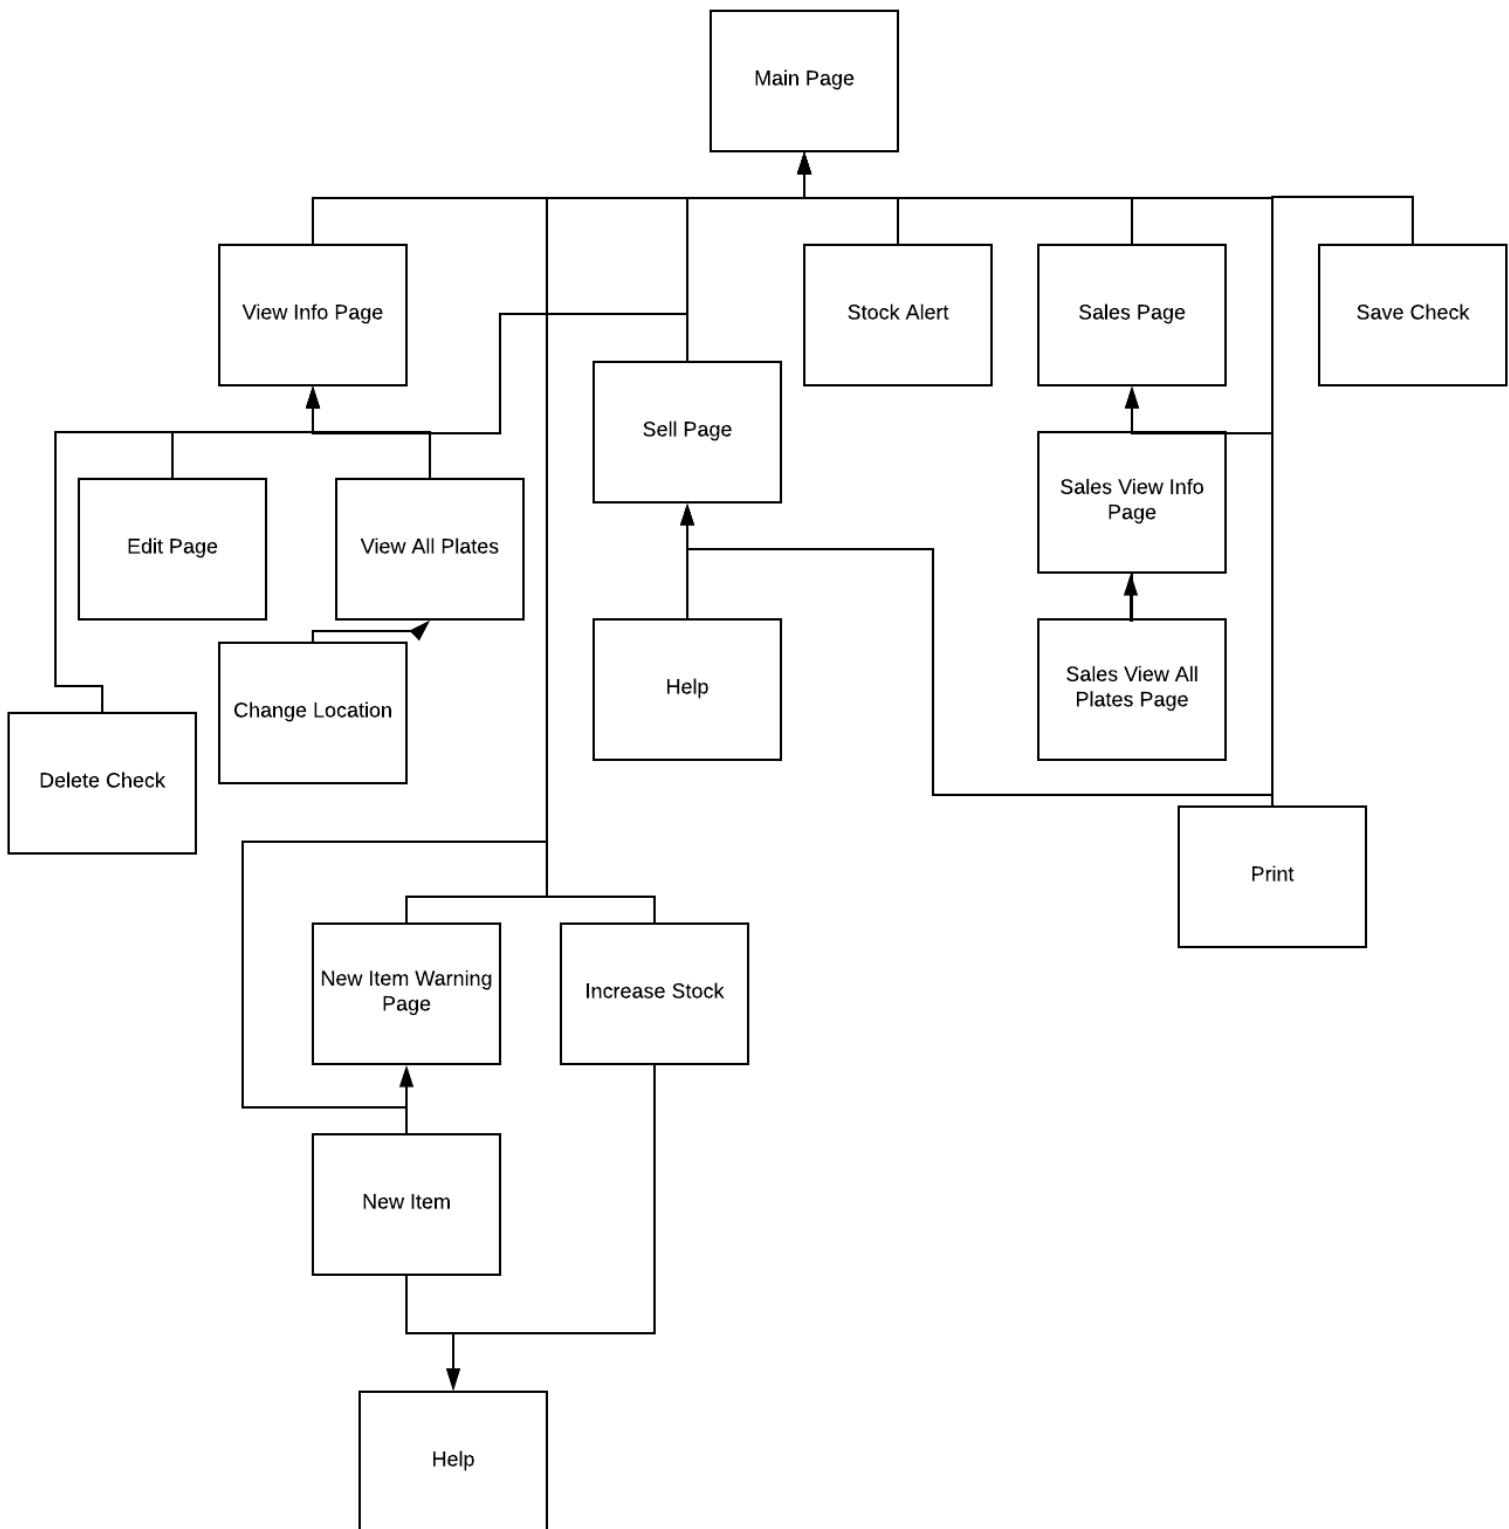 Main Page
View Info Page
Stock Alert
Sales Page
Save Check
Sell Page
Sales View Info
Page
Edit Page
View All Plates
Help
Sales View All
Plates Page
Change Location
Delete Check
Print
New Item Warning
Page
Increase Stock
New Item
Help